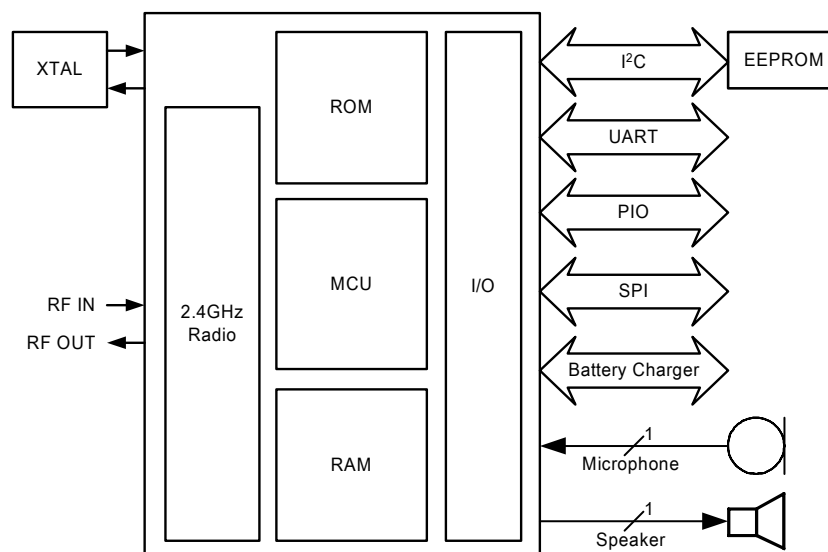 XTAL
ROM
I²C
EEPROM
UART
PIO
RF IN
RF OUT
2.4GHz
Radio
MCU
I/O
SPI
Battery Charger
RAM
1
Microphone
1
Speaker